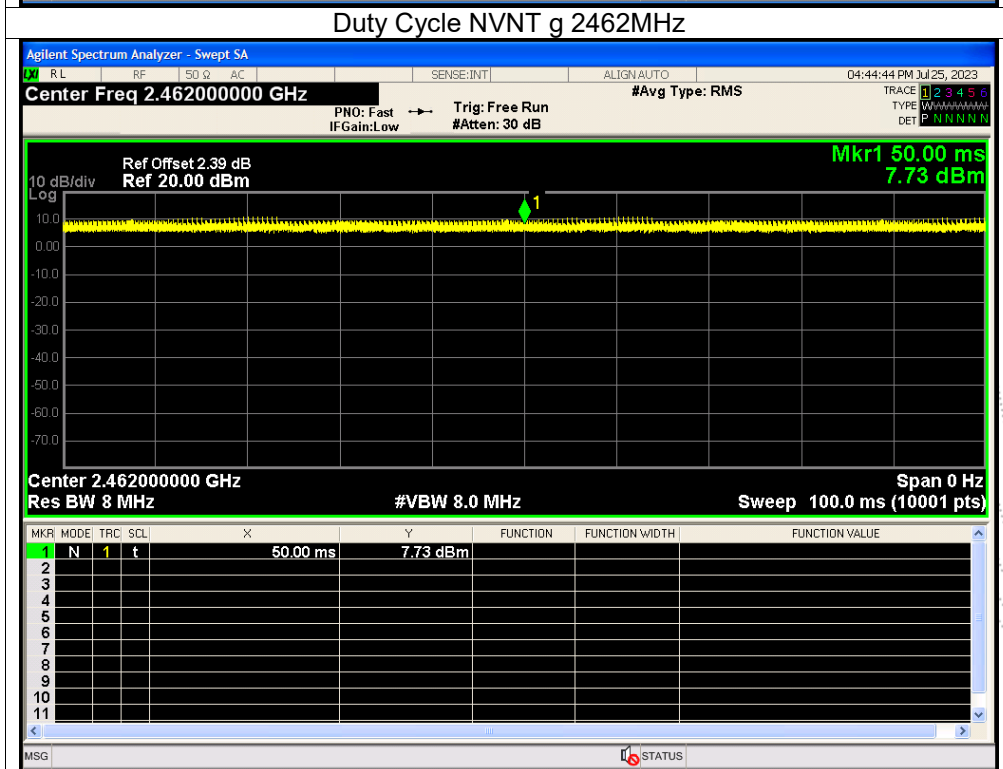 Duty Cycle NVNT g 2462MHz
Agilent Spectrum Analyzer - Swept SA
LXI RL RF 50 Ω AC SENSE:INT ALIGN AUTO 04:44:44 PM Jul 25, 2023
Center Freq 2.462000000 GHz #Avg Type: RMS TRACE 1 2 3 4 5 6
PNO: Fast Trig: Free Run TYPE WWWWWW
IFGain:Low #Atten: 30 dB DET P N N N N N
Mkr1 50.00 ms
7.73 dBm
Ref Offset 2.39 dB
10 dB/div Ref 20.00 dBm
Log
1
10.0
0.00
-10.0
-20.0
-30.0
-40.0
-50.0
-60.0
-70.0
Center 2.462000000 GHz Span 0 Hz
Res BW 8 MHz #VBW 8.0 MHz Sweep 100.0 ms (10001 pts)
MKR MODE TRC SCL X Y FUNCTION FUNCTION WIDTH FUNCTION VALUE
1 N 1 t 50.00 ms 7.73 dBm
2
3
4
5
6
7
8
9
10
11
MSG STATUS